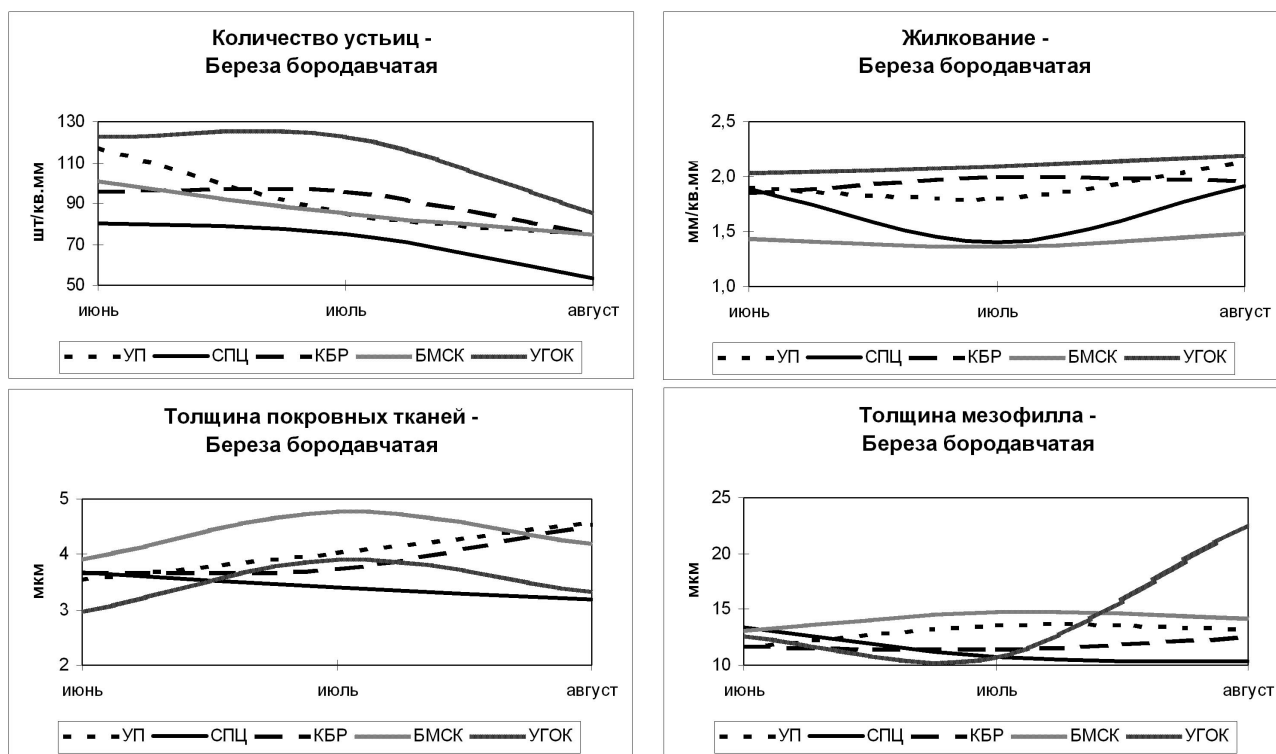 Количество устьиц -
Береза бородавчатая
шт/кв.мм
130
110
90
70
50
июнь июль август
УП СПЦ КБР БМСК УГОК
Жилкование -
Береза бородавчатая
мм/кв.мм
2,5
2,0
1,5
1,0
июнь июль август
УП СПЦ КБР БМСК УГОК
Толщина покровных тканей -
Береза бородавчатая
мкм
5
4
3
2
июнь июль август
УП СПЦ КБР БМСК УГОК
Толщина мезофилла -
Береза бородавчатая
мкм
25
20
15
10
июнь июль август
УП СПЦ КБР БМСК УГОК